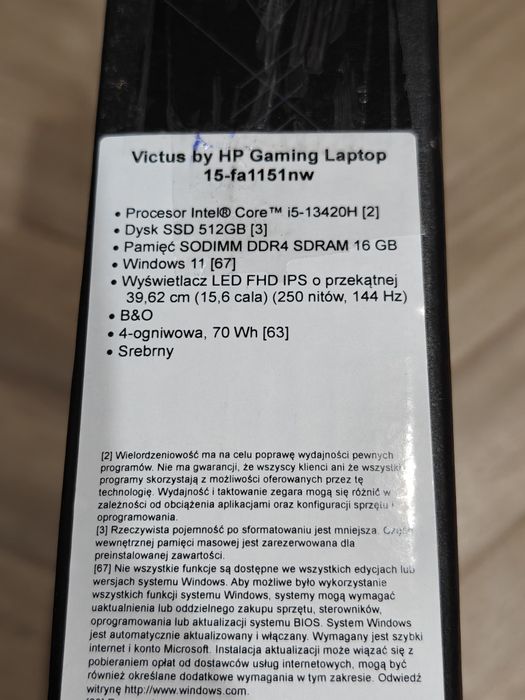 Victus by HP Gaming Laptop
15-fa1151nw
• Procesor Intel® Core™ i5-13420H [2]
• Dysk SSD 512GB [3]
• Pamięć SODIMM DDR4 SDRAM 16 GB
• Windows 11 [67]
• Wyświetlacz LED FHD IPS o przekątnej
39,62 cm (15,6 cala) (250 nitów, 144 Hz)
• B&O
• 4-ogniwowa, 70 Wh [63]
• Srebrny
[2] Wielordzeniowość ma na celu poprawę wydajności pewnych
programów. Nie ma gwarancji, że wszyscy klienci ani że wszystkie
programy skorzystają z możliwości oferowanych przez tę
technologię. Wydajność i taktowanie zegara mogą się różnić w
zależności od obciążenia aplikacjami oraz konfiguracji sprzętu i
oprogramowania.
[3] Rzeczywista pojemność po sformatowaniu jest mniejsza. Część
wewnętrznej pamięci masowej jest zarezerwowana dla
preinstalowanej zawartości.
[67] Nie wszystkie funkcje są dostępne we wszystkich edycjach lub
wersjach systemu Windows. Aby możliwe było wykorzystanie
wszystkich funkcji systemu Windows, systemy mogą wymagać
uaktualnienia lub oddzielnego zakupu sprzętu, sterowników,
oprogramowania lub aktualizacji systemu BIOS. System Windows
jest automatycznie aktualizowany i włączany. Wymagany jest szybki
internet i konto Microsoft. Instalacja aktualizacji może wiązać się z
pobieraniem opłat od dostawców usług internetowych, mogą być
również określane dodatkowe wymagania w tym zakresie. Odwiedź
witrynę http://www.windows.com.